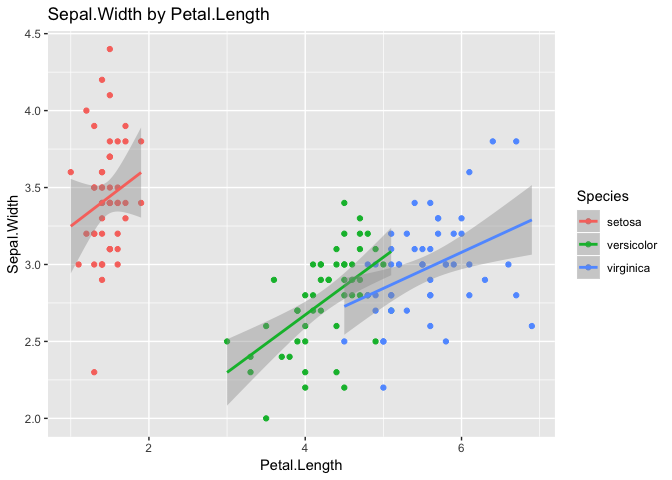 Sepal.Width by Petal.Length
4.5
4.0
3.5
3.0
2.5
2.0
Sepal.Width
2
4
6
Petal.Length
Species
setosa
versicolor
virginica